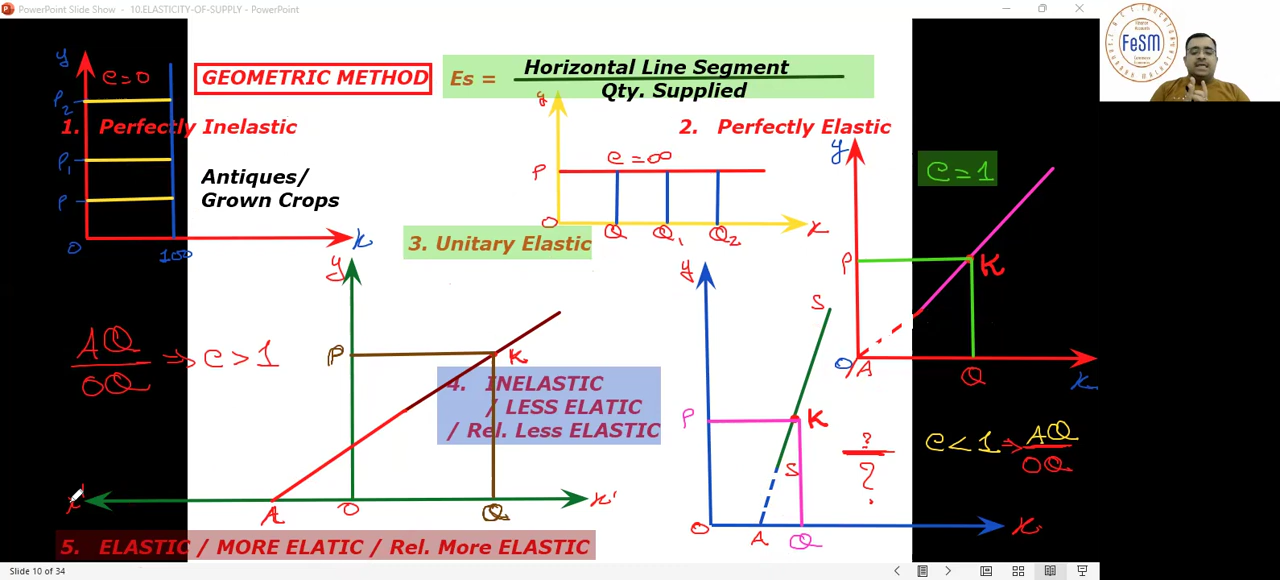 PowerPoint Slide Show - 10.ELASTICITY-OF-SUPPLY - PowerPoint
FeSM
GEOMETRIC METHOD
Es = Horizontal Line Segment
Qty. Supplied
y
e=0
P2
P1
P
O
100
x
1. Perfectly Inelastic
Antiques/
Grown Crops
2. Perfectly Elastic
y
e=∞
P
O
Q
Q1
Q2
x
3. Unitary Elastic
y
e=1
P
K
O/A
Q
x
AQ
OQ
⇒ e>1
y
P
K
A
O
Q
x'
4. INELASTIC
/ LESS ELATIC
/ Rel. Less ELASTIC
y
S
P
K
S
O
A
Q
x
?
?
e<1 ⇒ AQ
OQ
5. ELASTIC / MORE ELATIC / Rel. More ELASTIC
Slide 10 of 34